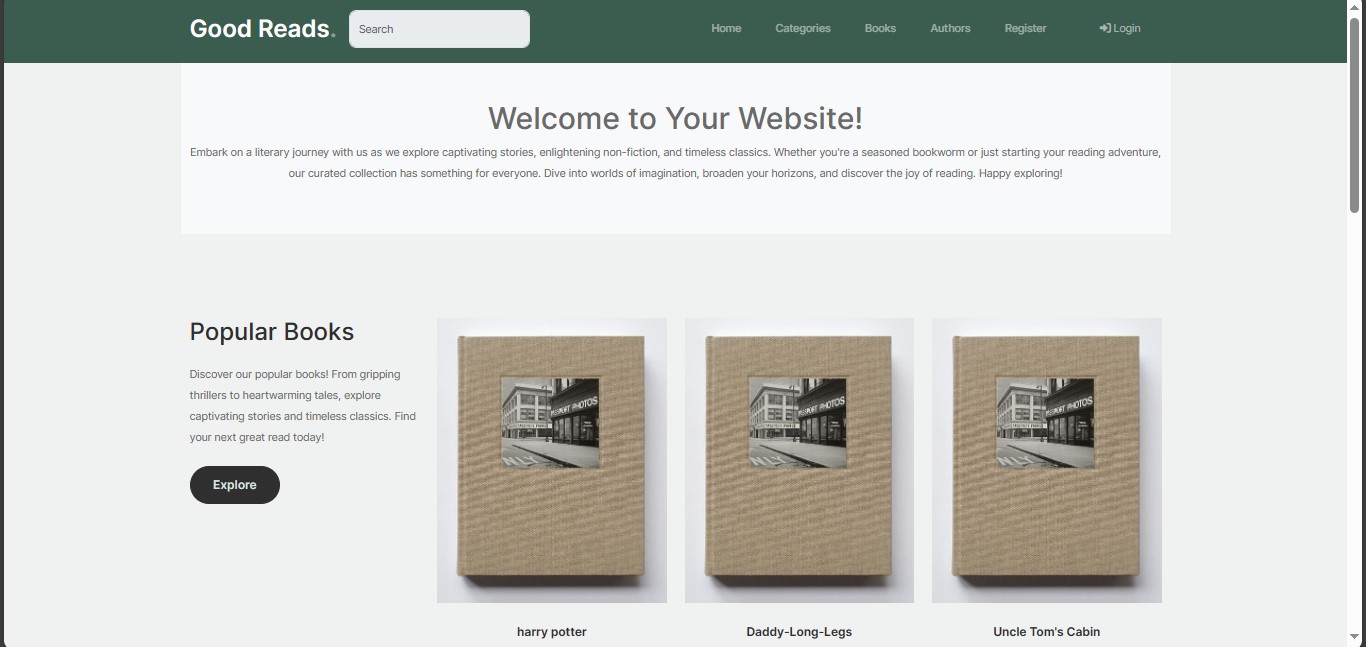 Good Reads.
Search
Home
Categories
Books
Authors
Register
Login
Welcome to Your Website!
Embark on a literary journey with us as we explore captivating stories, enlightening non-fiction, and timeless classics. Whether you're a seasoned bookworm or just starting your reading adventure,
our curated collection has something for everyone. Dive into worlds of imagination, broaden your horizons, and discover the joy of reading. Happy exploring!
Popular Books
Discover our popular books! From gripping
thrillers to heartwarming tales, explore
captivating stories and timeless classics. Find
your next great read today!
Explore
PHOTOS
NLY
PHOTOS
NLY
PHOTOS
NLY
harry potter
Daddy-Long-Legs
Uncle Tom's Cabin